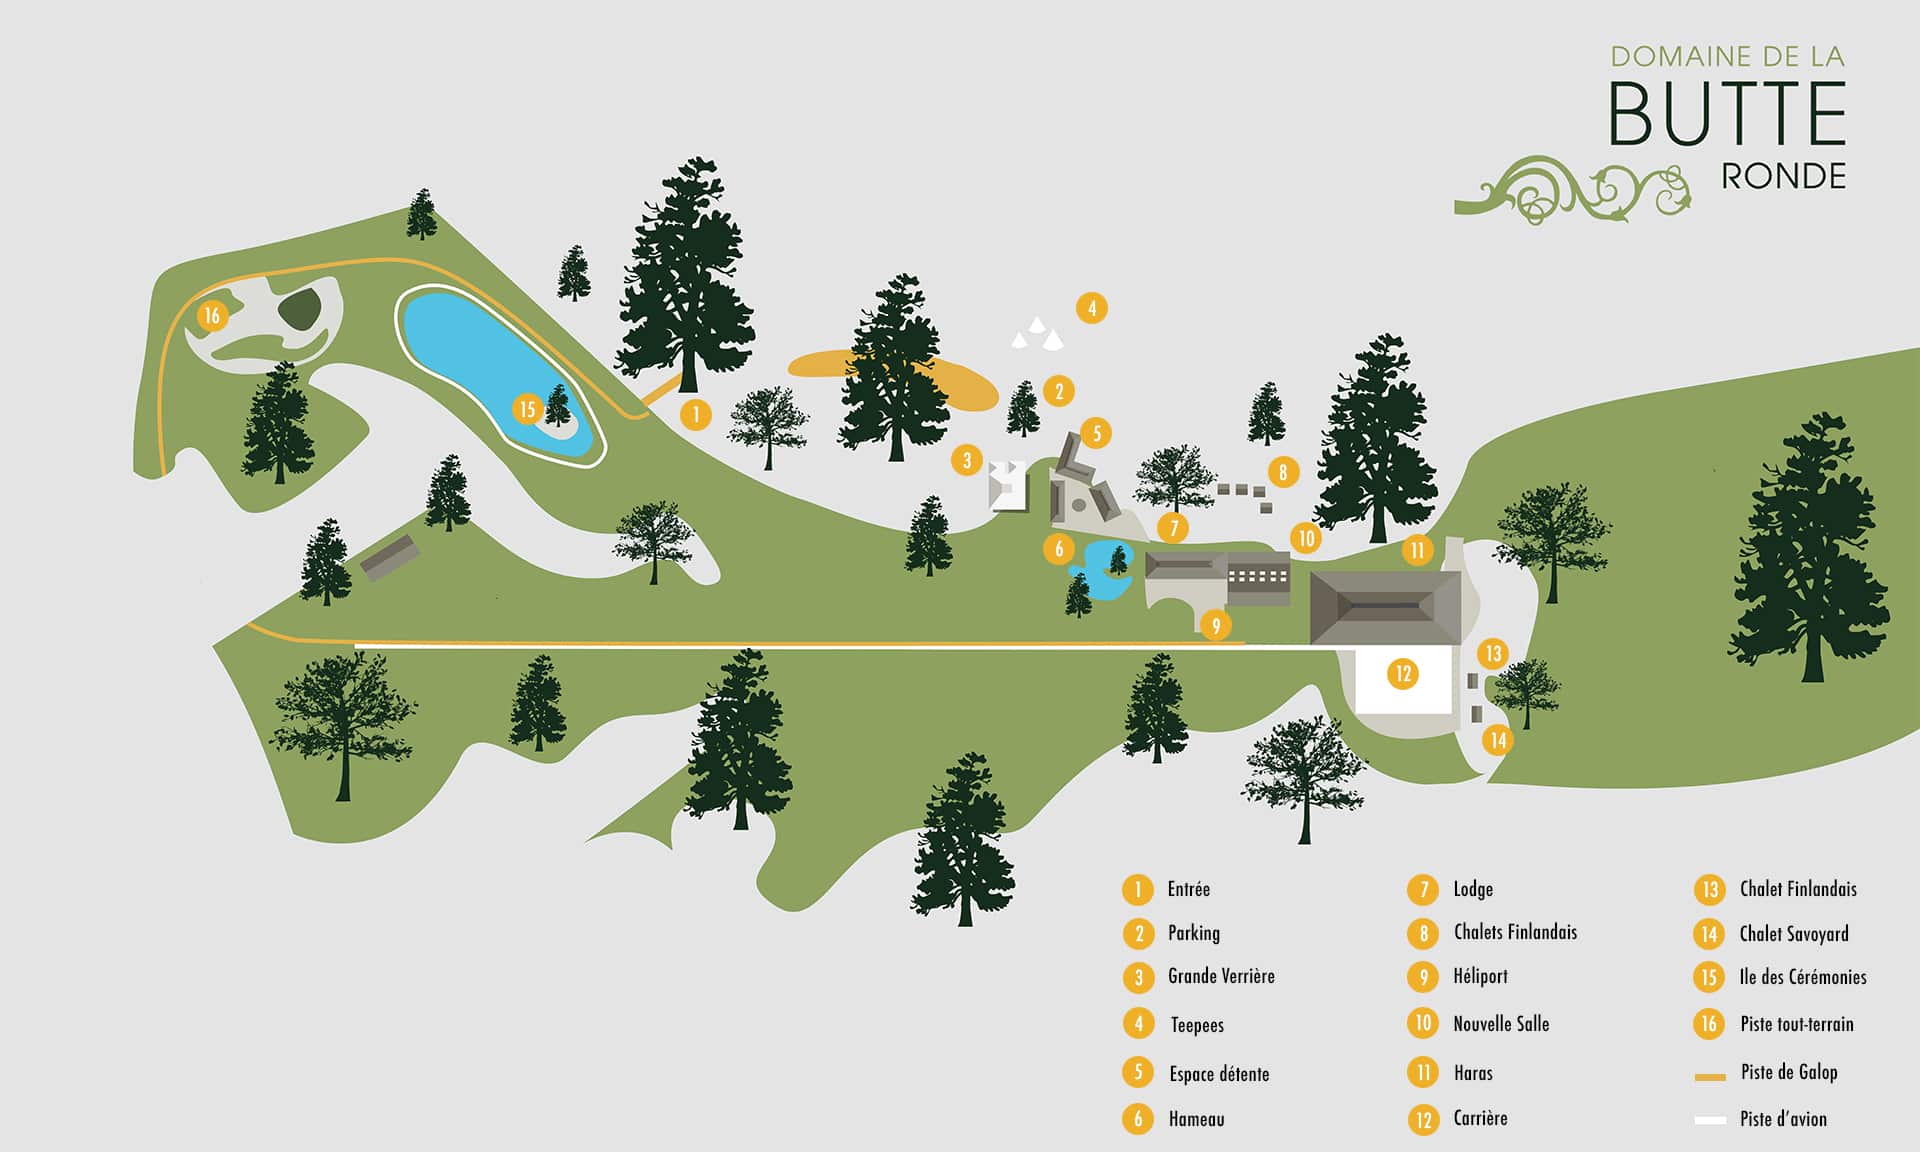 DOMAINE DE LA
BUTTE
RONDE
16
4
1
2
15
5
3
8
7
10
6
11
9
13
12
14
1 Entrée
2 Parking
3 Grande Verrière
4 Teepees
5 Espace détente
6 Hameau
7 Lodge
8 Chalets Finlandais
9 Héliport
10 Nouvelle Salle
11 Haras
12 Carrière
13 Chalet Finlandais
14 Chalet Savoyard
15 Ile des Cérémonies
16 Piste tout-terrain
Piste de Galop
Piste d'avion